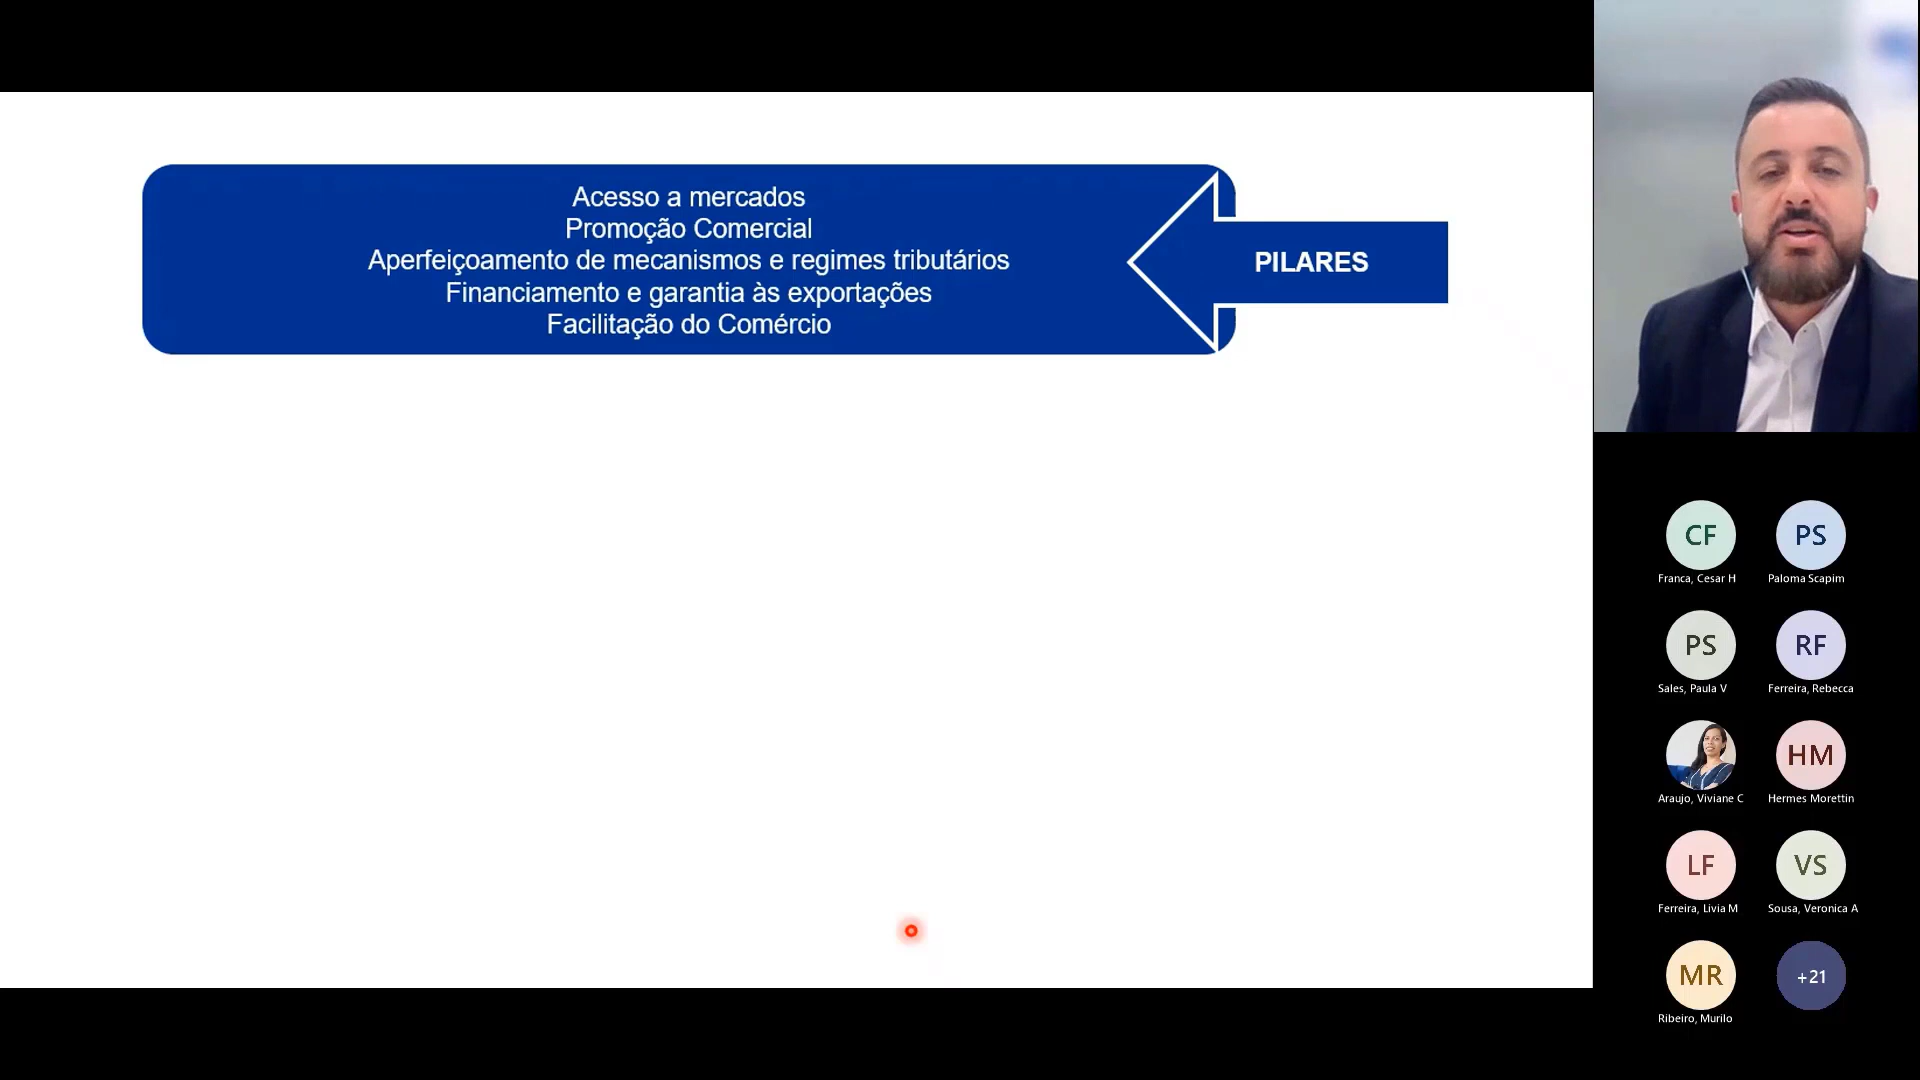 Acesso a mercados
Promoção Comercial
Aperfeiçoamento de mecanismos e regimes tributários
Financiamento e garantia às exportações
Facilitação do Comércio
PILARES
CF
PS
Franca, Cesar H
Paloma Scapim
PS
RF
Sales, Paula V
Ferreira, Rebecca
HM
Araujo, Viviane C
Hermes Morettin
LF
VS
Ferreira, Livia M
Sousa, Veronica A
MR
+21
Ribeiro, Murilo